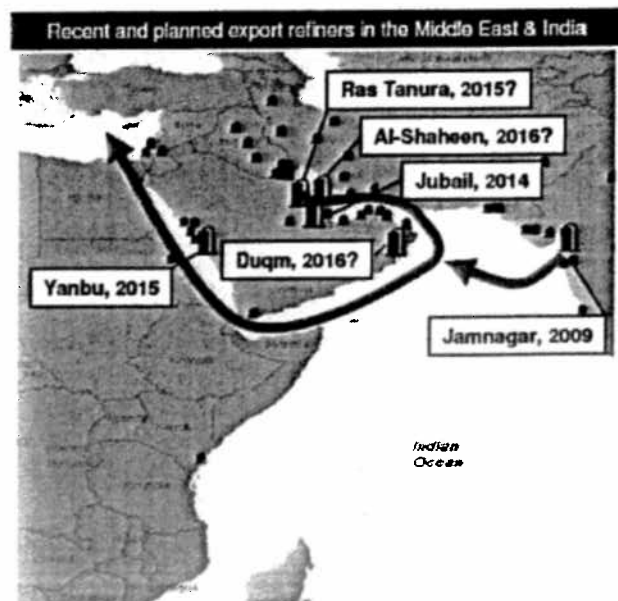 Recent and planned export refiners in the Middle East & India
Ras Tanura, 2015?
Al-Shaheen, 2016?
Jubail, 2014
Duqm, 2016?
Yanbu, 2015
Jamnagar, 2009
Indian
Ocean